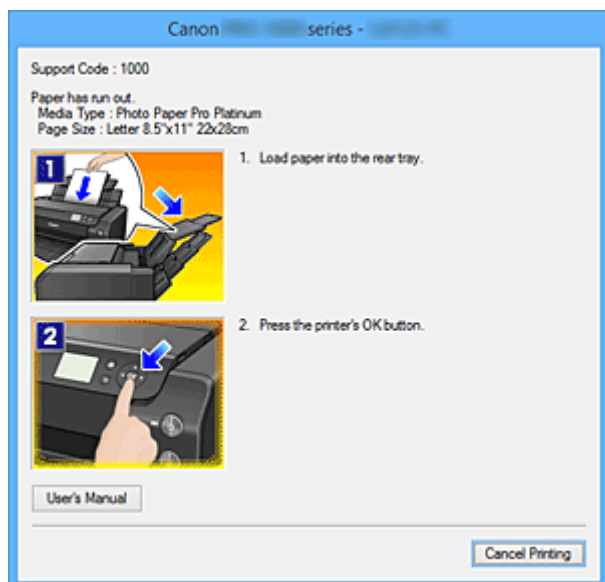 Canon series -
Support Code : 1000
Paper has run out.
Media Type : Photo Paper Pro Platinum
Page Size : Letter 8.5"x11" 22x28cm
1
1. Load paper into the rear tray.
2
2. Press the printer's OK button.
User's Manual
Cancel Printing